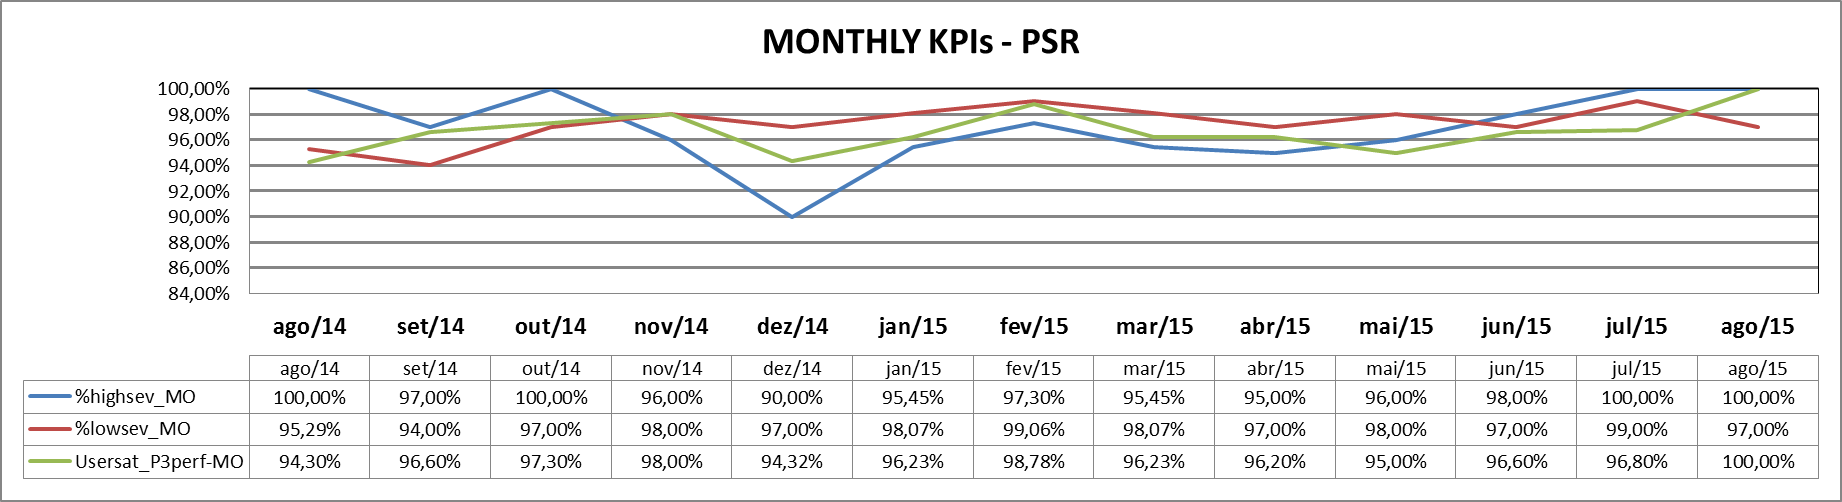 MONTHLY KPIs - PSR
100,00%
98,00%
96,00%
94,00%
92,00%
90,00%
88,00%
86,00%
84,00%
ago/14 set/14 out/14 nov/14 dez/14 jan/15 fev/15 mar/15 abr/15 mai/15 jun/15 jul/15 ago/15
ago/14 set/14 out/14 nov/14 dez/14 jan/15 fev/15 mar/15 abr/15 mai/15 jun/15 jul/15 ago/15
%highsev_MO 100,00% 97,00% 100,00% 96,00% 90,00% 95,45% 97,30% 95,45% 95,00% 96,00% 98,00% 100,00% 100,00%
%lowsev_MO 95,29% 94,00% 97,00% 98,00% 97,00% 98,07% 99,06% 98,07% 97,00% 98,00% 97,00% 99,00% 97,00%
Usersat_P3perf-MO 94,30% 96,60% 97,30% 98,00% 94,32% 96,23% 98,78% 96,23% 96,20% 95,00% 96,60% 96,80% 100,00%